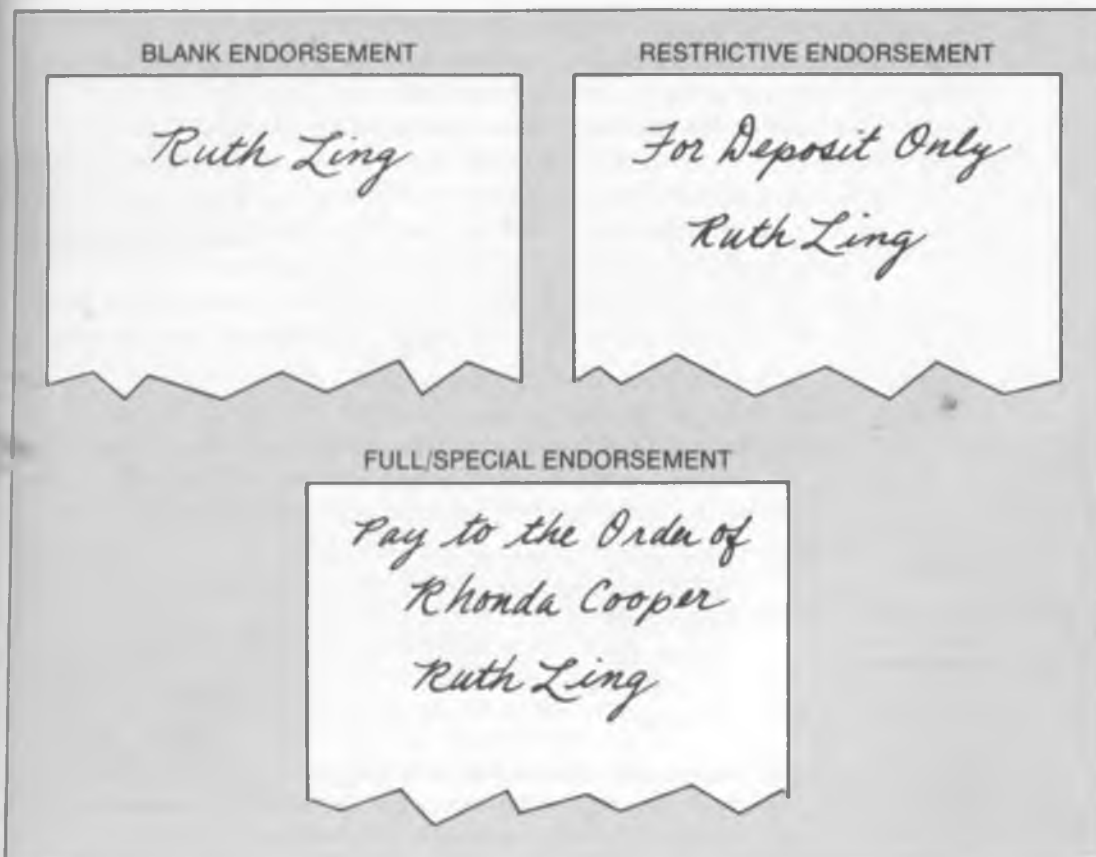 BLANK ENDORSEMENT
Ruth Ling
RESTRICTIVE ENDORSEMENT
For Deposit Only
Ruth Ling
FULL/SPECIAL ENDORSEMENT
Pay to the Order of
Rhonda Cooper
Ruth Ling